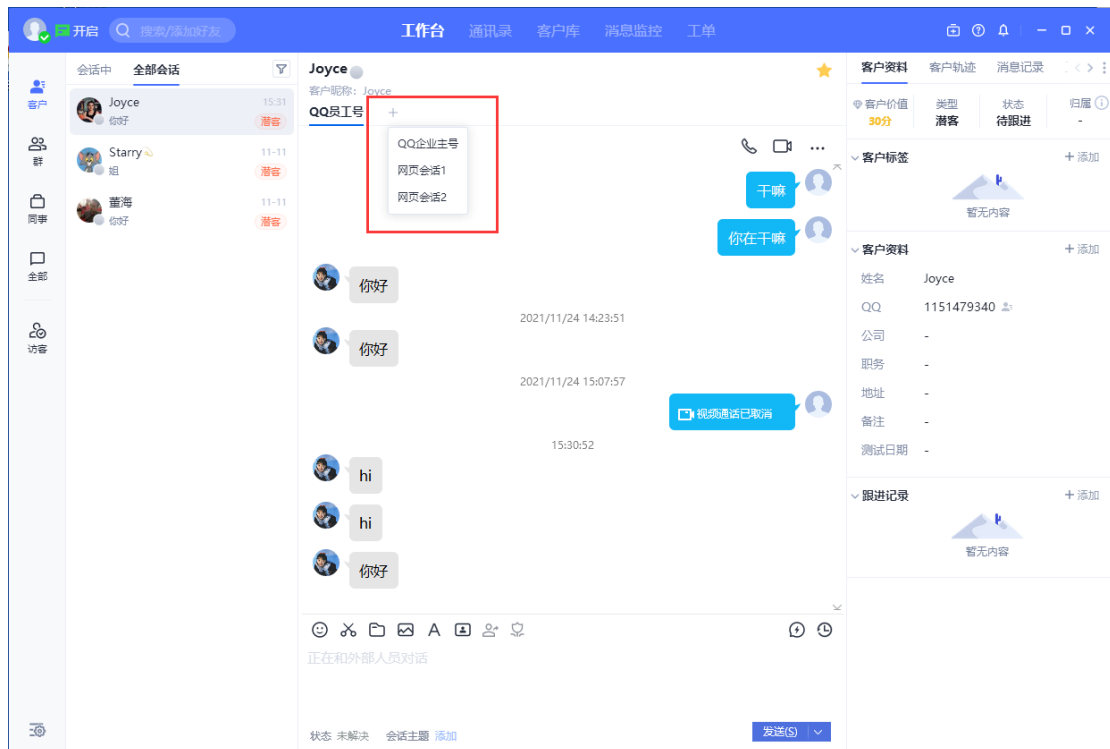 开启 搜索/添加好友 工作台 通讯录 客户库 消息监控 工单
客户
群
同事
全部
访客
会话中 全部会话
Joyce 15:31
你好 潜客
Starry 11-11
姐 潜客
董海 11-11
你好 潜客
Joyce
客户昵称: Joyce
QQ员工号 +
QQ企业主号
网页会话1
网页会话2
干嘛
你在干嘛
你好
2021/11/24 14:23:51
你好
2021/11/24 15:07:57
视频通话已取消
15:30:52
hi
hi
你好
正在和外部人员对话
状态 未解决 会话主题 添加 发送(S)
客户资料 客户轨迹 消息记录
客户价值 类型 状态 归属
30分 潜客 待跟进 -
客户标签 + 添加
暂无内容
客户资料 + 添加
姓名 Joyce
QQ 1151479340
公司 -
职务 -
地址 -
备注 -
测试日期 -
跟进记录 + 添加
暂无内容